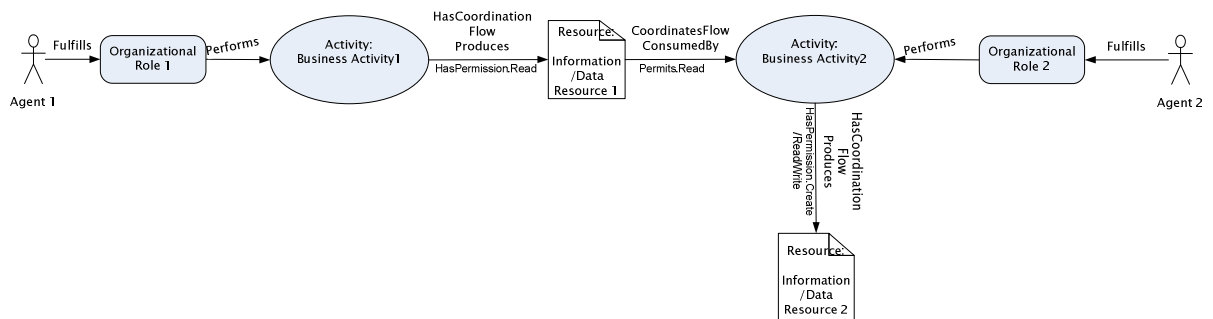 Agent 1
Fulfills
Organizational
Role 1
Performs
Activity:
Business Activity1
HasCoordination
Flow
Produces
HasPermission.Read
Resource:
Information
/Data
Resource 1
CoordinatesFlow
ConsumedBy
Permits.Read
Activity:
Business Activity2
Performs
Organizational
Role 2
Fulfills
Agent 2
HasCoordination
Flow
Produces
HasPermission.Create
/ReadWrite
Resource:
Information
/Data
Resource 2